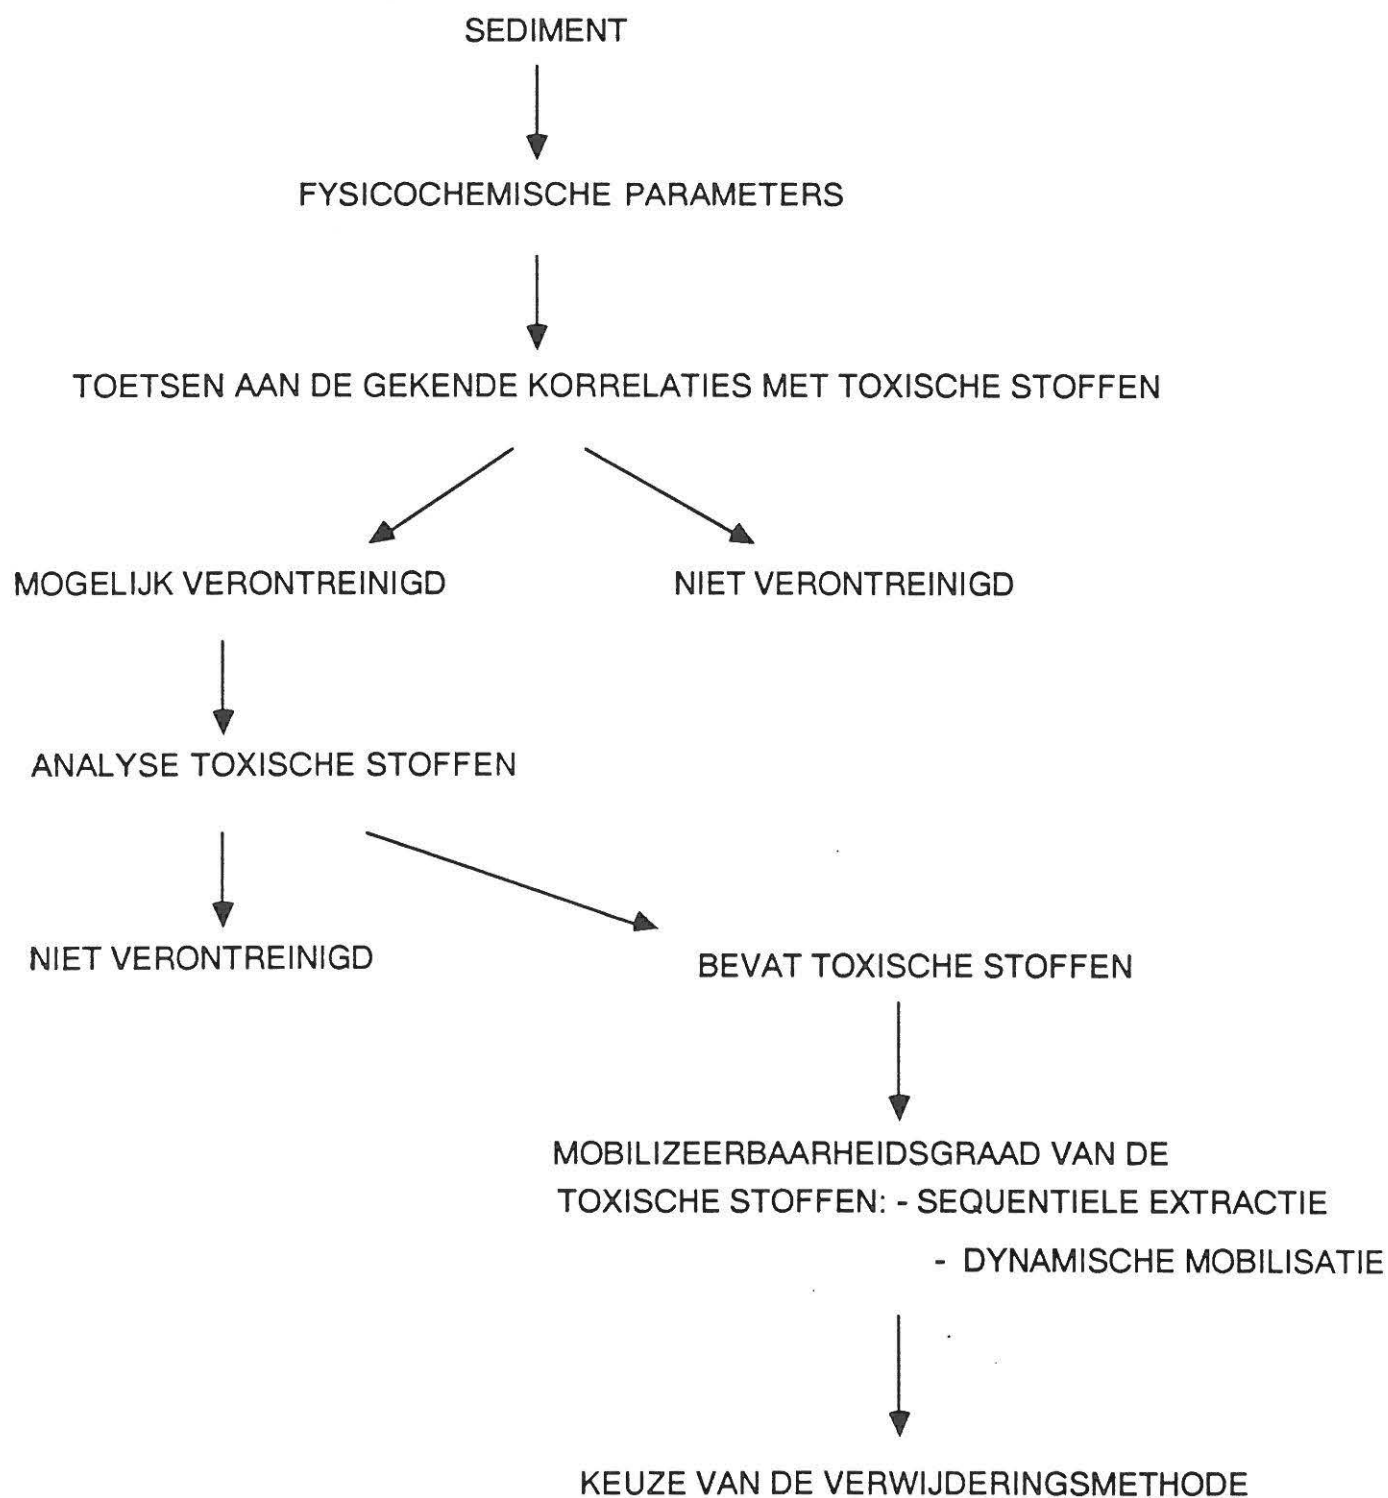 SEDIMENT
FYSICOCHEMISCHE PARAMETERS
TOETSEN AAN DE GEKENDE KORRELATIES MET TOXISCHE STOFFEN
MOGELIJK VERONTREINIGD
NIET VERONTREINIGD
ANALYSE TOXISCHE STOFFEN
NIET VERONTREINIGD
BEVAT TOXISCHE STOFFEN
MOBILIZEERBAARHEIDSGRAAD VAN DE
TOXISCHE STOFFEN: - SEQUENTIELE EXTRACTIE
- DYNAMISCHE MOBILISATIE
KEUZE VAN DE VERWIJDERINGSMETHODE